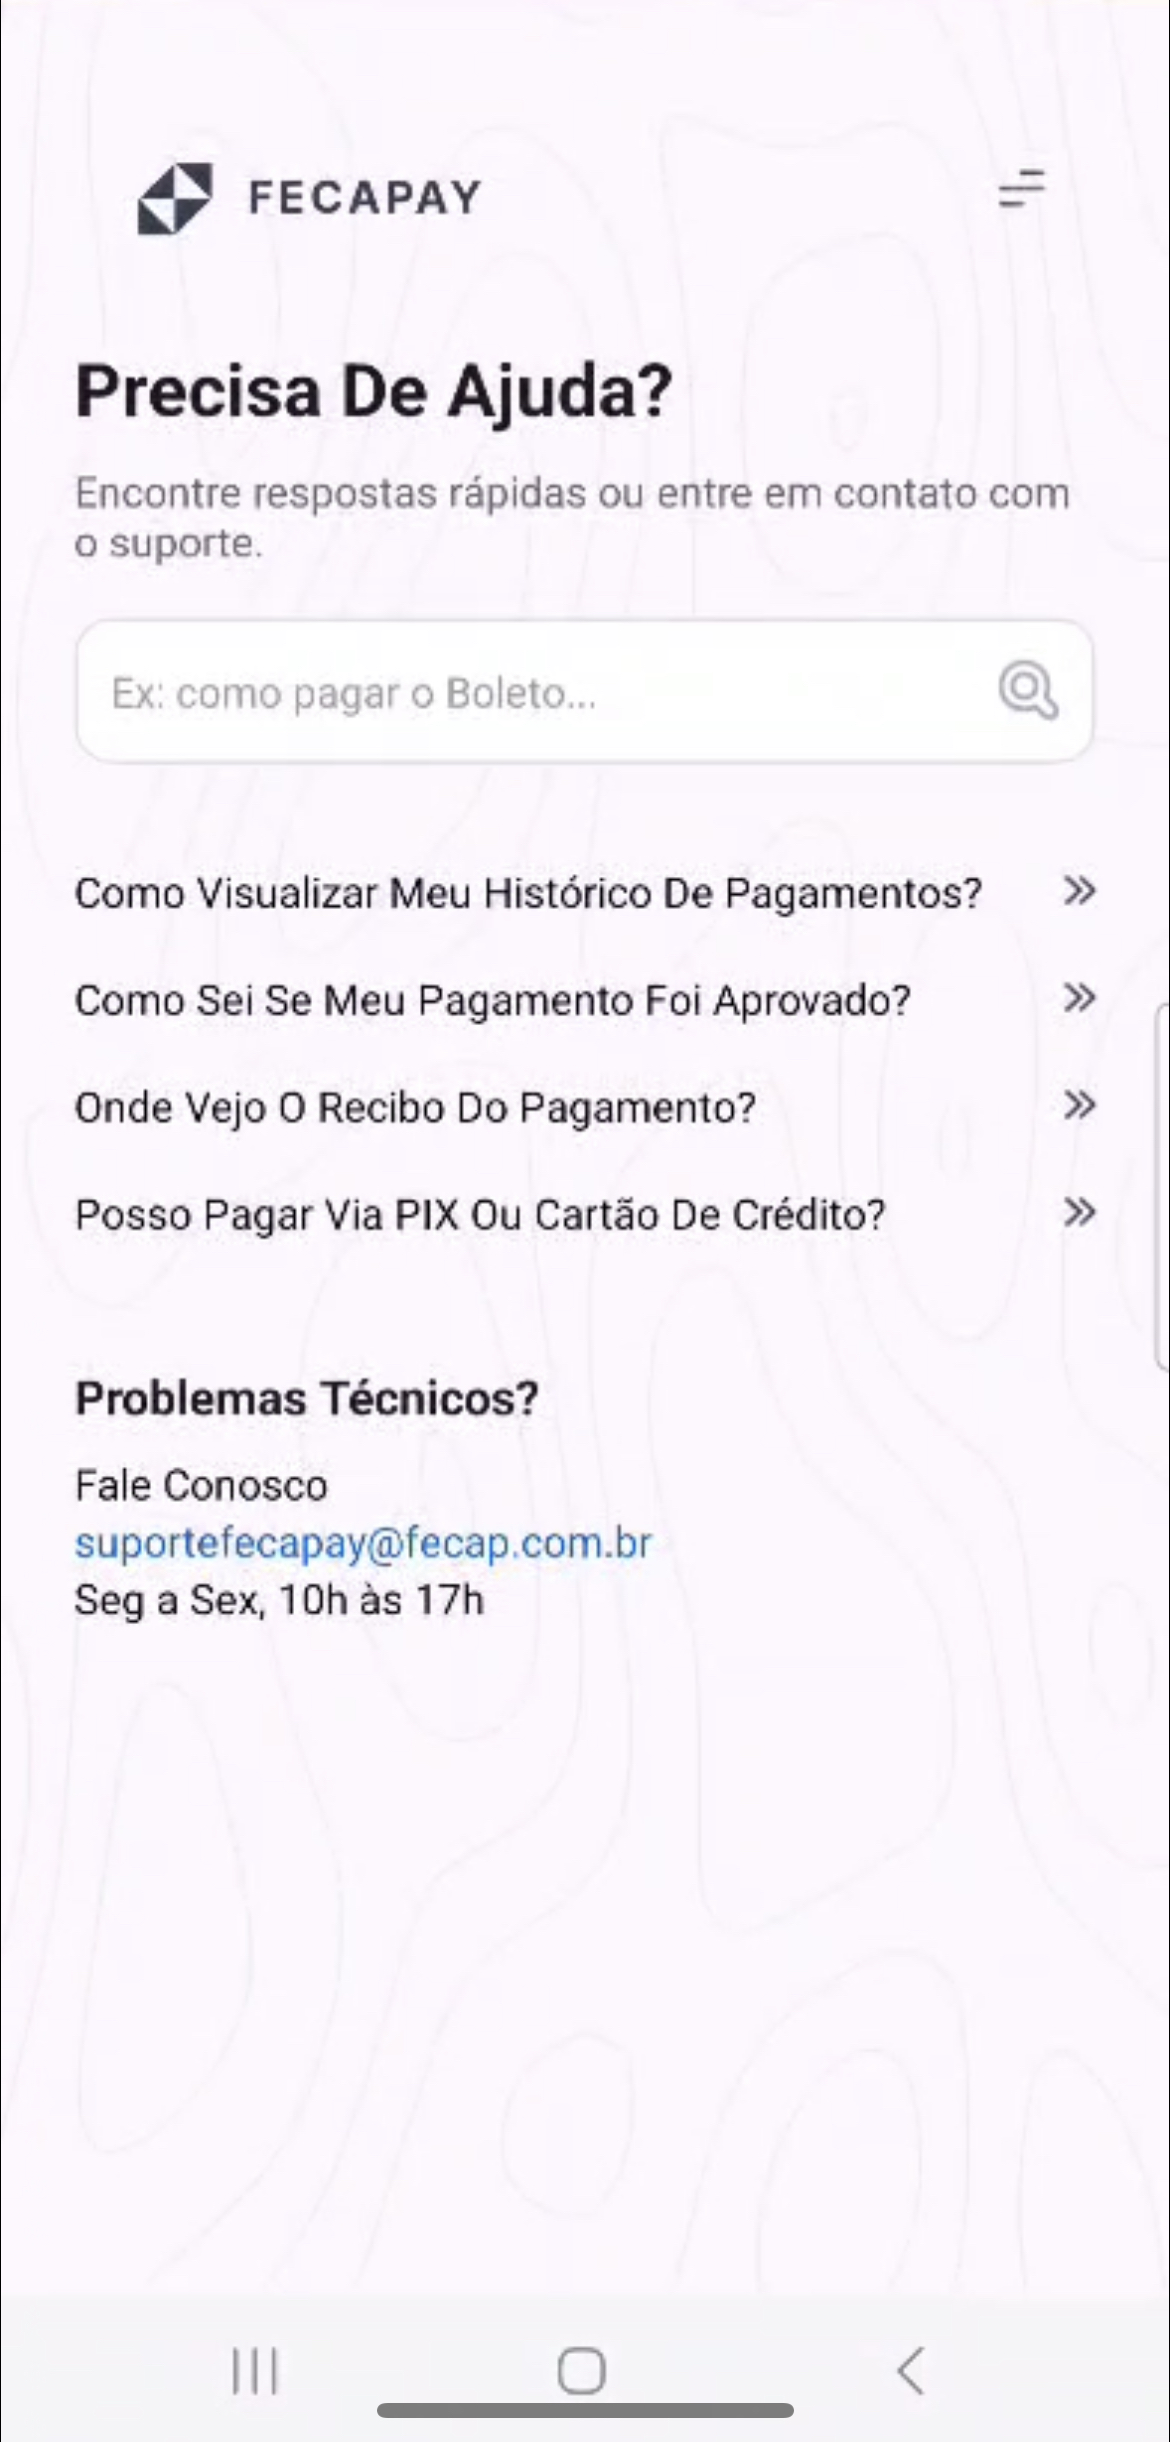 FECAPAY
Precisa De Ajuda?
Encontre respostas rápidas ou entre em contato com
o suporte.
Ex: como pagar o Boleto...
Como Visualizar Meu Histórico De Pagamentos?
Como Sei Se Meu Pagamento Foi Aprovado?
Onde Vejo O Recibo Do Pagamento?
Posso Pagar Via PIX Ou Cartão De Crédito?
Problemas Técnicos?
Fale Conosco
suportefecapay@fecap.com.br
Seg a Sex, 10h às 17h